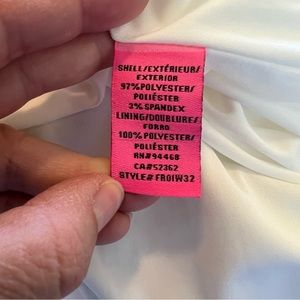 SHELL/EXTÉRIEUR/
EXTERIOR
97%POLYESTER/
POLIÉSTER
3% SPANDEX
LINING/DOUBLURE/
FORRO
100%POLYESTER/
POLIÉSTER
RN#94468
CA#52362
STYLE# FROIW32